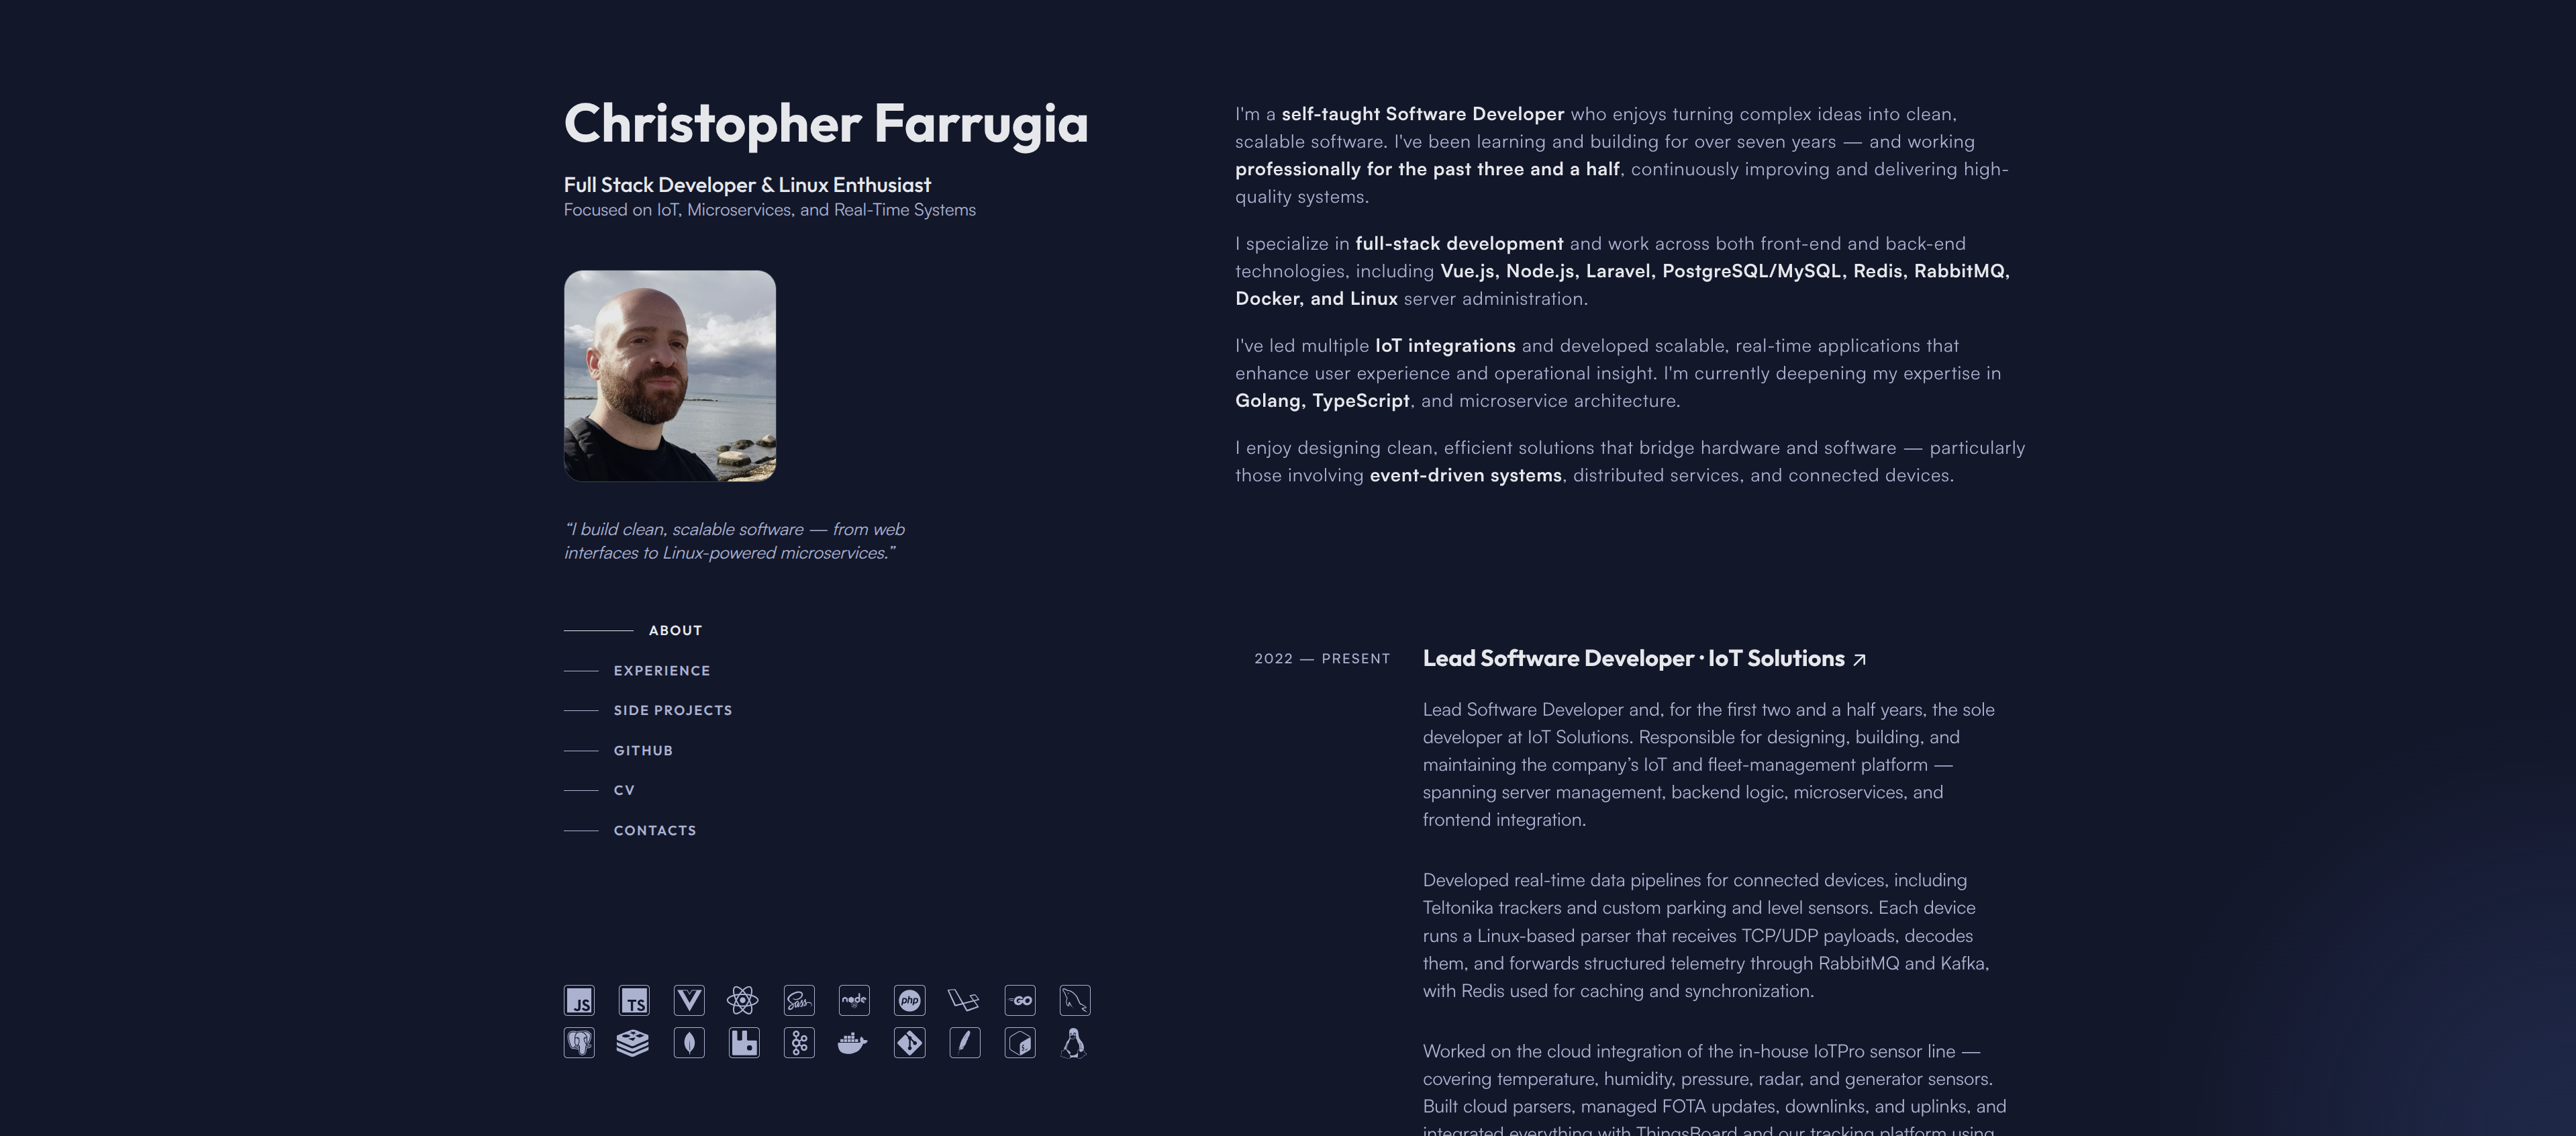 Christopher Farrugia
Full Stack Developer & Linux Enthusiast
Focused on IoT, Microservices, and Real-Time Systems
“I build clean, scalable software — from web
interfaces to Linux-powered microservices.”
ABOUT
EXPERIENCE
SIDE PROJECTS
GITHUB
CV
CONTACTS
JS
TS
Sass
node
php
GO
I'm a self-taught Software Developer who enjoys turning complex ideas into clean,
scalable software. I've been learning and building for over seven years — and working
professionally for the past three and a half, continuously improving and delivering high-
quality systems.
I specialize in full-stack development and work across both front-end and back-end
technologies, including Vue.js, Node.js, Laravel, PostgreSQL/MySQL, Redis, RabbitMQ,
Docker, and Linux server administration.
I've led multiple IoT integrations and developed scalable, real-time applications that
enhance user experience and operational insight. I'm currently deepening my expertise in
Golang, TypeScript, and microservice architecture.
I enjoy designing clean, efficient solutions that bridge hardware and software — particularly
those involving event-driven systems, distributed services, and connected devices.
2022 — PRESENT
Lead Software Developer · IoT Solutions
Lead Software Developer and, for the first two and a half years, the sole
developer at IoT Solutions. Responsible for designing, building, and
maintaining the company’s IoT and fleet-management platform —
spanning server management, backend logic, microservices, and
frontend integration.
Developed real-time data pipelines for connected devices, including
Teltonika trackers and custom parking and level sensors. Each device
runs a Linux-based parser that receives TCP/UDP payloads, decodes
them, and forwards structured telemetry through RabbitMQ and Kafka,
with Redis used for caching and synchronization.
Worked on the cloud integration of the in-house IoTPro sensor line —
covering temperature, humidity, pressure, radar, and generator sensors.
Built cloud parsers, managed FOTA updates, downlinks, and uplinks, and
integrated everything with ThingsBoard and our tracking platform using